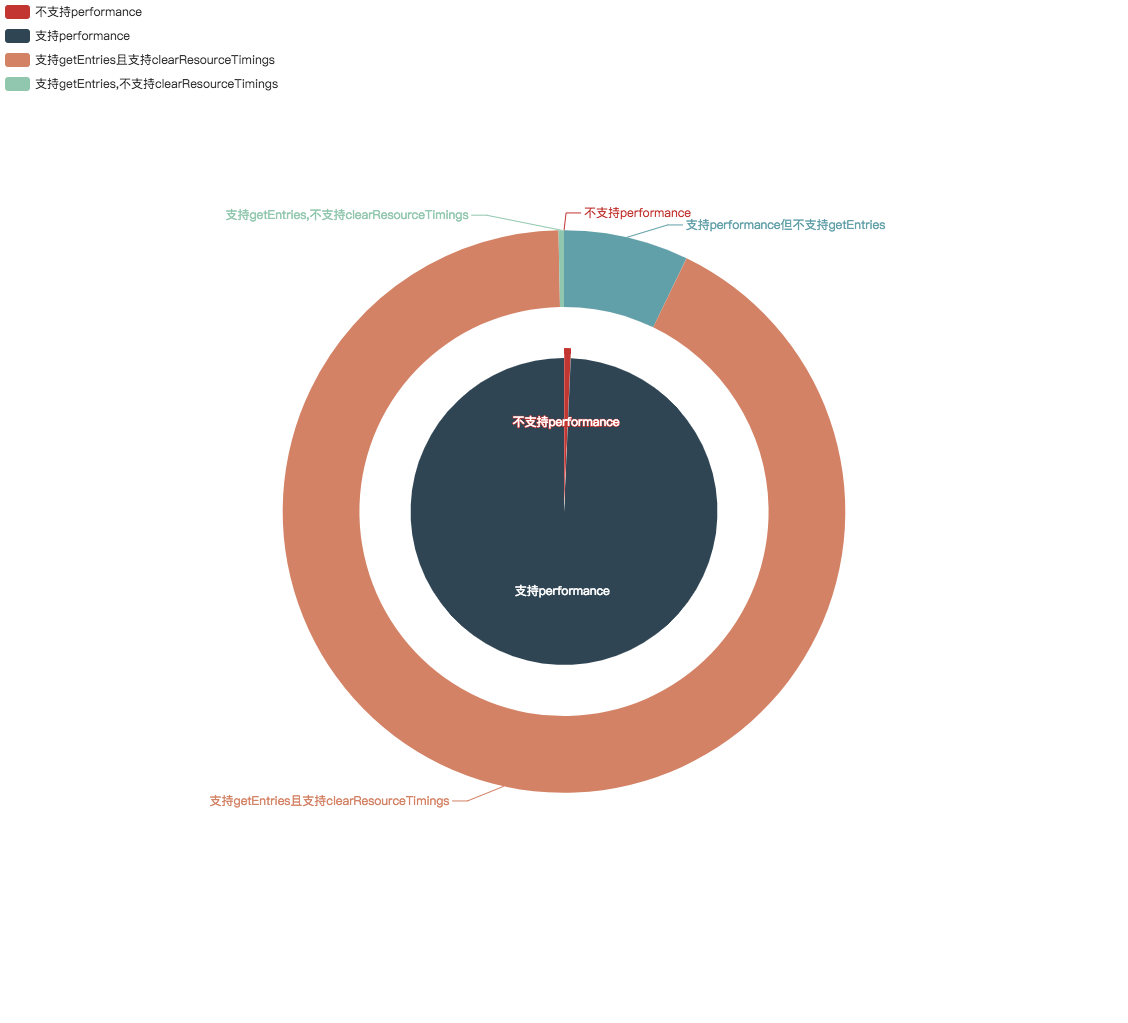 不支持performance
支持performance
支持getEntries且支持clearResourceTimings
支持getEntries,不支持clearResourceTimings
支持getEntries,不支持clearResourceTimings
不支持performance
支持performance但不支持getEntries
不支持performance
支持performance
支持getEntries且支持clearResourceTimings